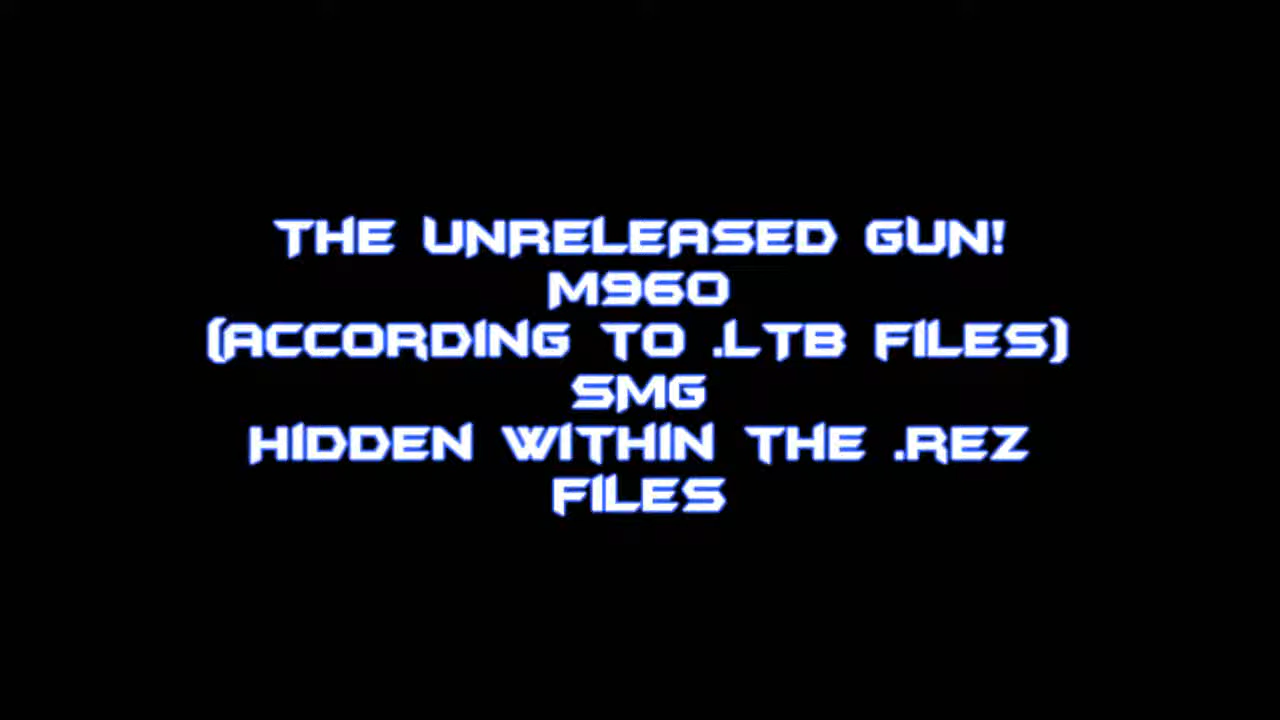 THE UNRELEASED GUN!
M960
(ACCORDING TO .LTB FILES)
SMG
HIDDEN WITHIN THE .REZ
FILES